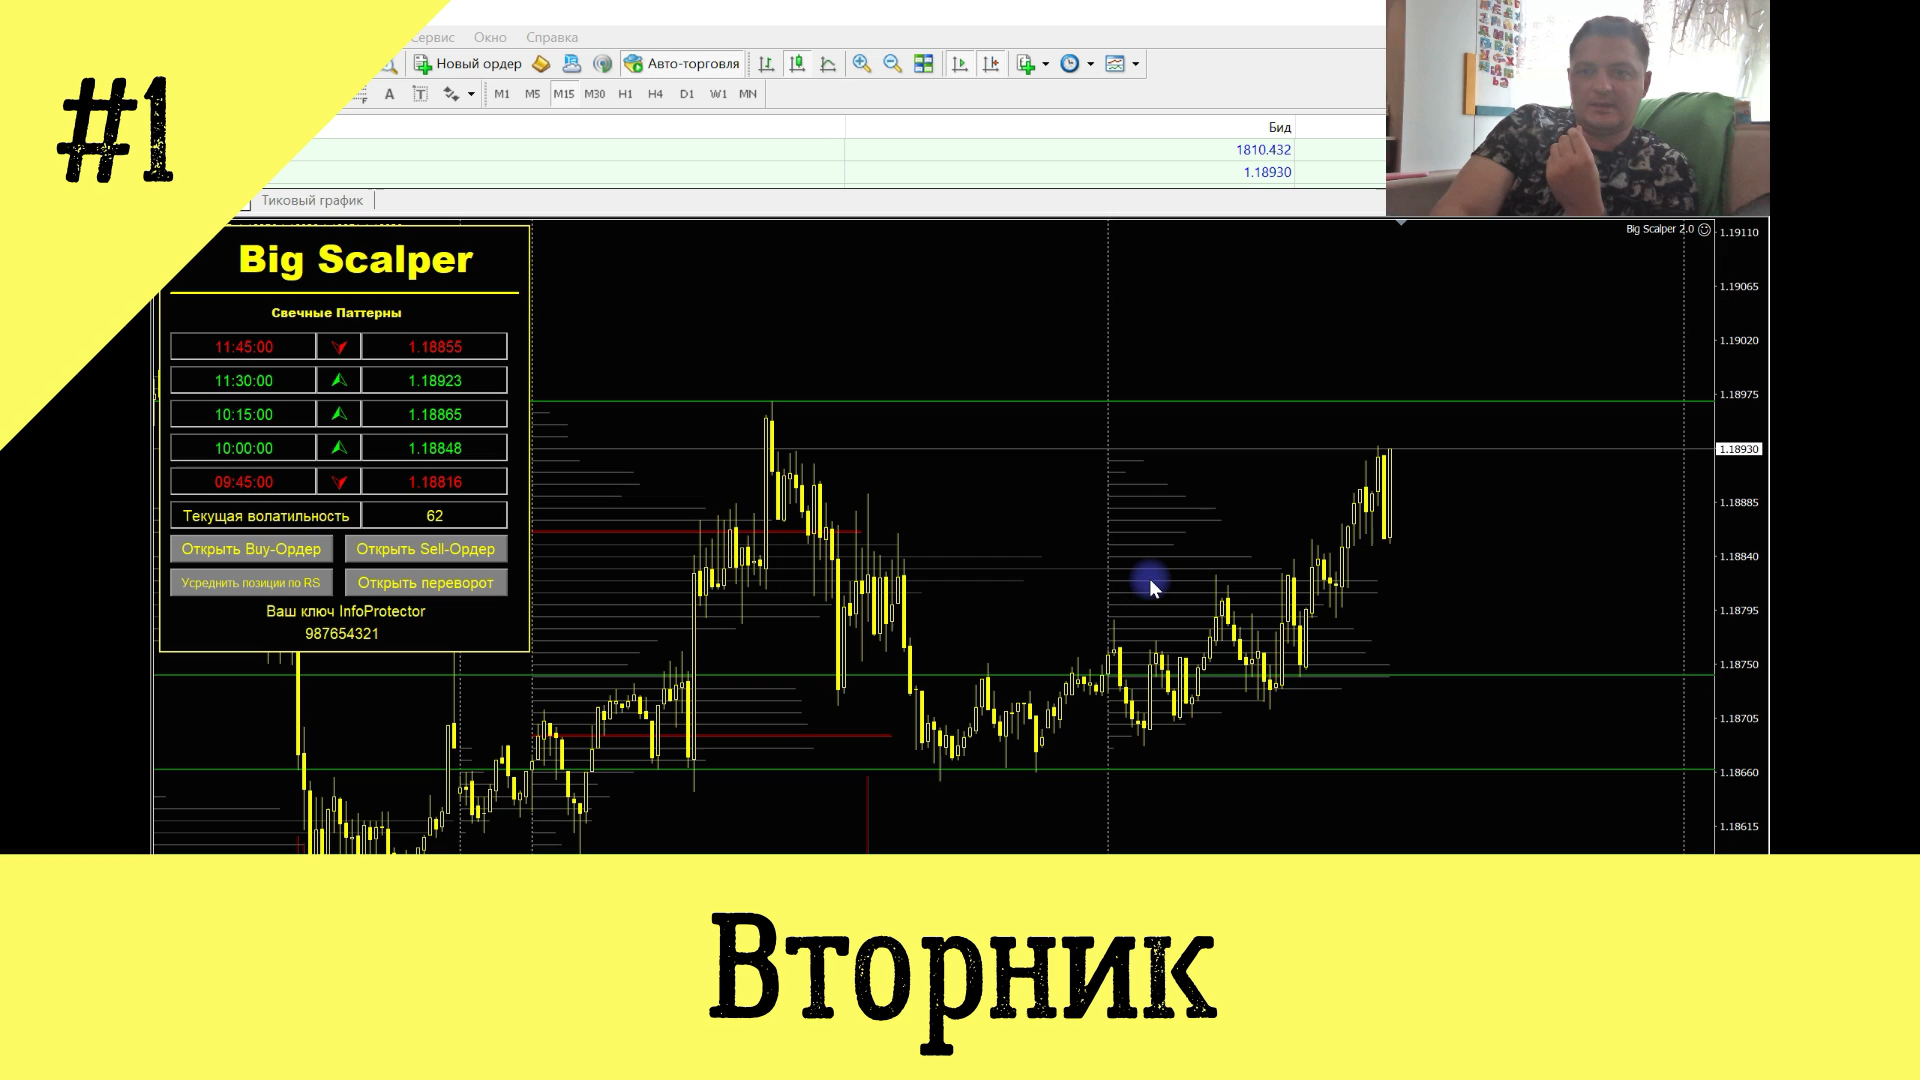 #1
Сервис Окно Справка
Новый ордер Авто-торговля
A T M1 M5 M15 M30 H1 H4 D1 W1 MN
Бид
1810.432
1.18930
Тиковый график
Big Scalper 2.0
Big Scalper
Свечные Паттерны
11:45:00 1.18855
11:30:00 1.18923
10:15:00 1.18865
10:00:00 1.18848
09:45:00 1.18816
Текущая волатильность 62
Открыть Buy-Ордер Открыть Sell-Ордер
Усреднить позиции по RS Открыть переворот
Ваш ключ InfoProtector
987654321
1.19110
1.19065
1.19020
1.18975
1.18930
1.18885
1.18840
1.18795
1.18750
1.18705
1.18660
1.18615
Вторник